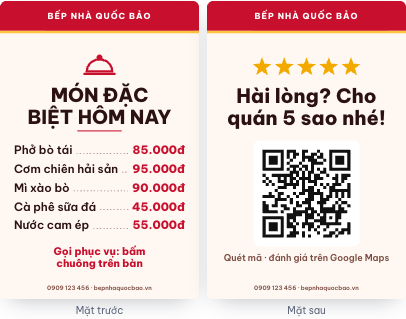 BẾP NHÀ QUỐC BẢO
MÓN ĐẶC
BIỆT HÔM NAY
Phở bò tái 85.000đ
Cơm chiên hải sản 95.000đ
Mì xào bò 90.000đ
Cà phê sữa đá 45.000đ
Nước cam ép 55.000đ
Gọi phục vụ: bấm
chuông trên bàn
0909 123 456 · bepnhaquocbao.vn
Mặt trước
BẾP NHÀ QUỐC BẢO
Hài lòng? Cho
quán 5 sao nhé!
Quét mã · đánh giá trên Google Maps
0909 123 456 · bepnhaquocbao.vn
Mặt sau